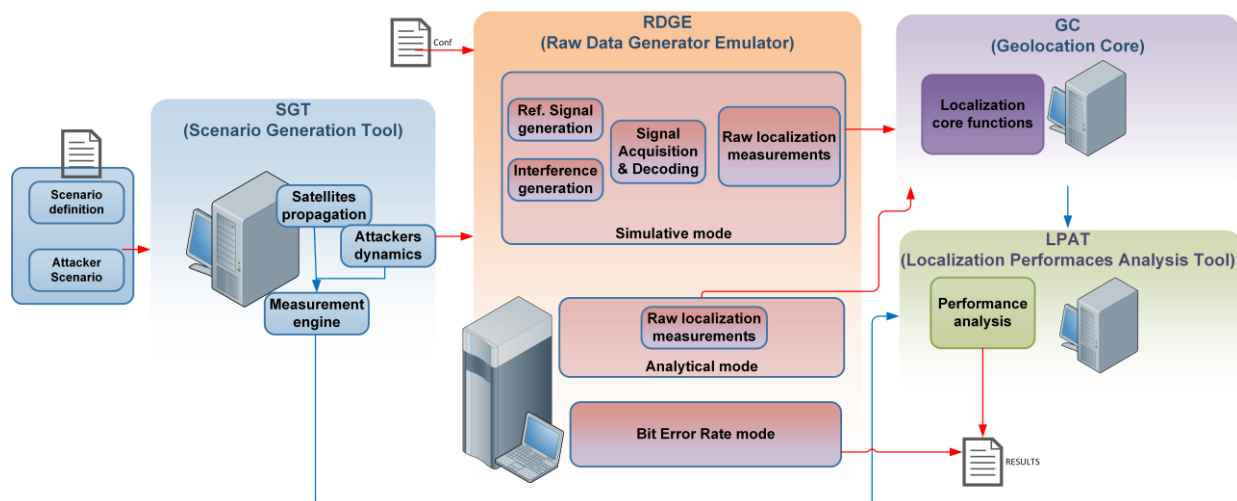 Conf
RDGE
(Raw Data Generator Emulator)
GC
(Geolocation Core)
SGT
(Scenario Generation Tool)
Scenario
definition
Attacker
Scenario
Satellites
propagation
Attackers
dynamics
Measurement
engine
Ref. Signal
generation
Interference
generation
Signal
Acquisition
& Decoding
Raw localization
measurements
Simulative mode
Raw localization
measurements
Analytical mode
Bit Error Rate mode
Localization
core functions
LPAT
(Localization Performaces Analysis Tool)
Performance
analysis
RESULTS